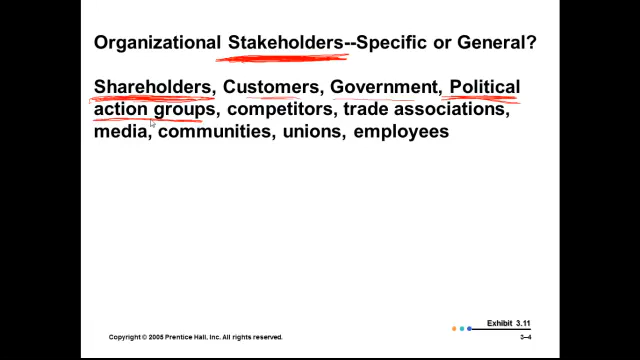 Organizational Stakeholders--Specific or General?
Shareholders, Customers, Government, Political
action groups, competitors, trade associations,
media, communities, unions, employees
Exhibit 3.11
Copyright © 2005 Prentice Hall, Inc. All rights reserved.
3–4